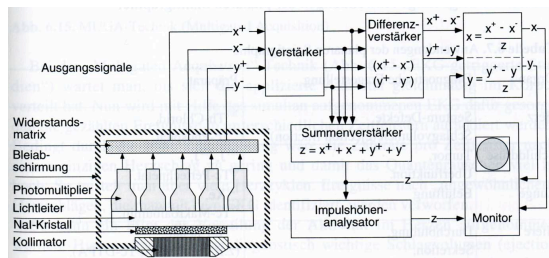 Ausgangssignale
x⁺
x⁻
y⁺
y⁻
Verstärker
Differenz-
verstärker
(x⁺ - x⁻)
(y⁺ - y⁻)
x⁺ - x⁻
y⁺ - y⁻
x = x⁺ - x⁻
z
y = y⁺ - y⁻
z
x
y
Summenverstärker
z = x⁺ + x⁻ + y⁺ + y⁻
Impulshöhen-
analysator
z
Monitor
Widerstands-
matrix
Bleiab-
schirmung
Photomultiplier
Lichtleiter
NaI-Kristall
Kollimator